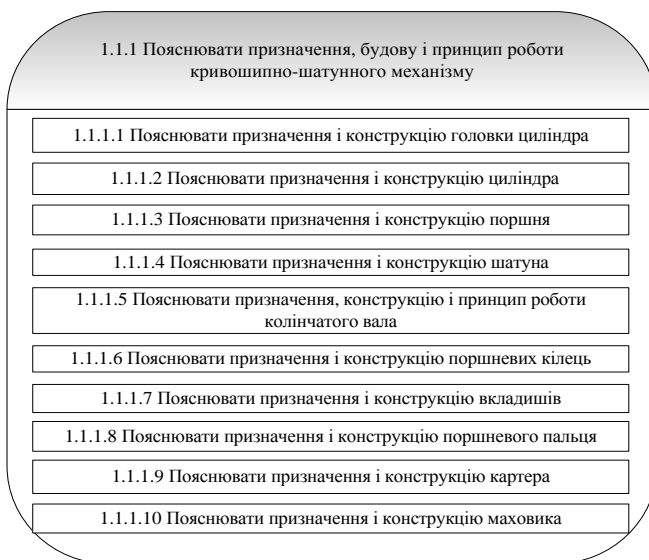 1.1.1 Пояснювати призначення, будову і принцип роботи
кривошипно-шатунного механізму
1.1.1.1 Пояснювати призначення і конструкцію головки циліндра
1.1.1.2 Пояснювати призначення і конструкцію циліндра
1.1.1.3 Пояснювати призначення і конструкцію поршня
1.1.1.4 Пояснювати призначення і конструкцію шатуна
1.1.1.5 Пояснювати призначення, конструкцію і принцип роботи
колінчатого вала
1.1.1.6 Пояснювати призначення і конструкцію поршневих кілець
1.1.1.7 Пояснювати призначення і конструкцію вкладишів
1.1.1.8 Пояснювати призначення і конструкцію поршневого пальця
1.1.1.9 Пояснювати призначення і конструкцію картера
1.1.1.10 Пояснювати призначення і конструкцію маховика